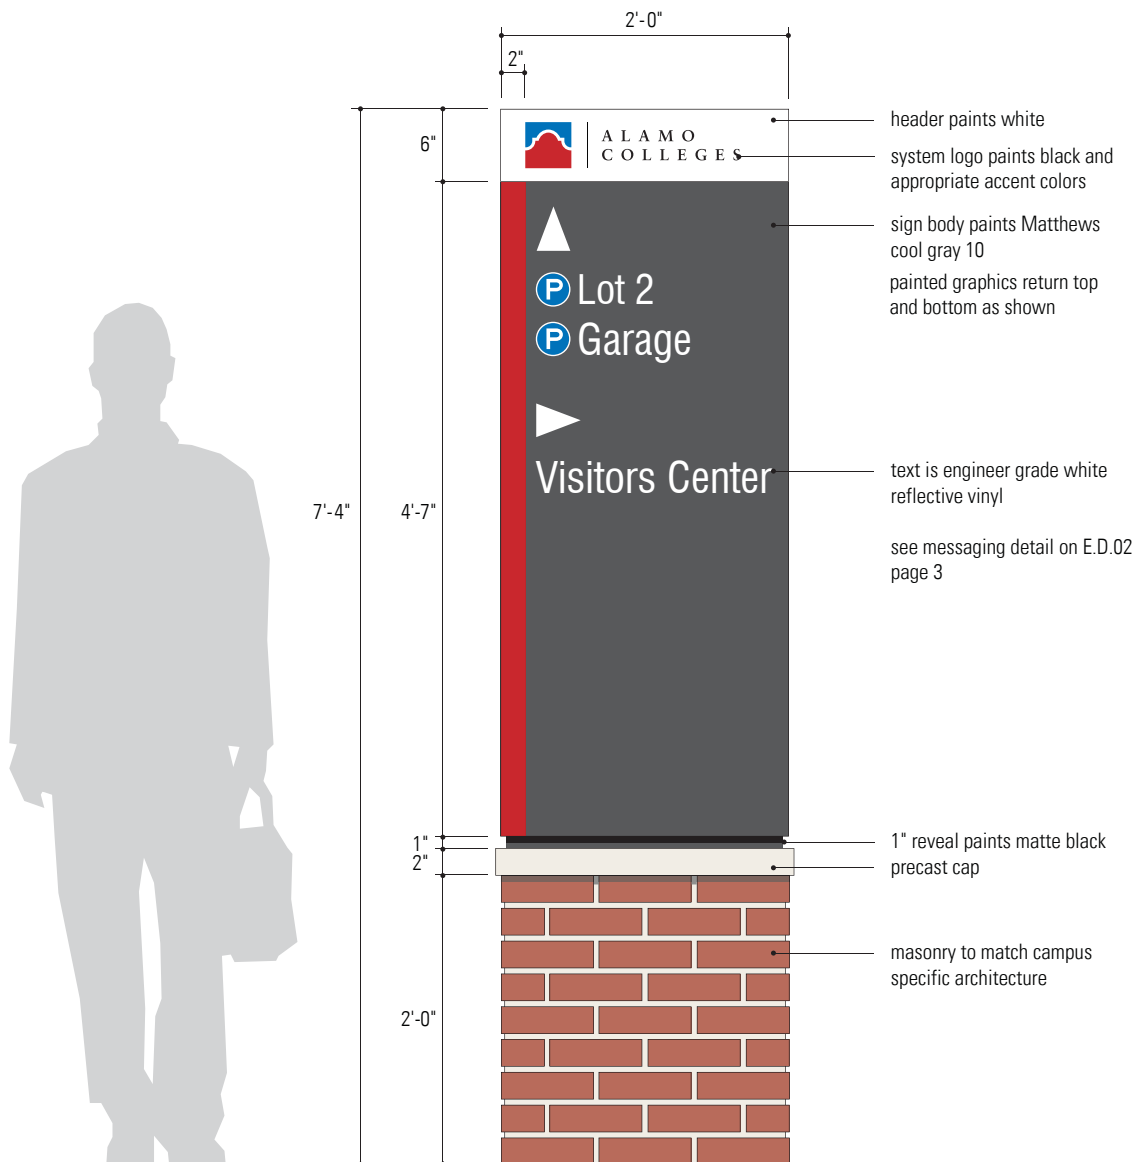 2'-0"
2"
6"
ALAMO
COLLEGES
header paints white
system logo paints black and
appropriate accent colors
sign body paints Matthews
cool gray 10
painted graphics return top
and bottom as shown
P Lot 2
P Garage
Visitors Center
7'-4"
4'-7"
text is engineer grade white
reflective vinyl
see messaging detail on E.D.02
page 3
1"
2"
1" reveal paints matte black
precast cap
masonry to match campus
specific architecture
2'-0"